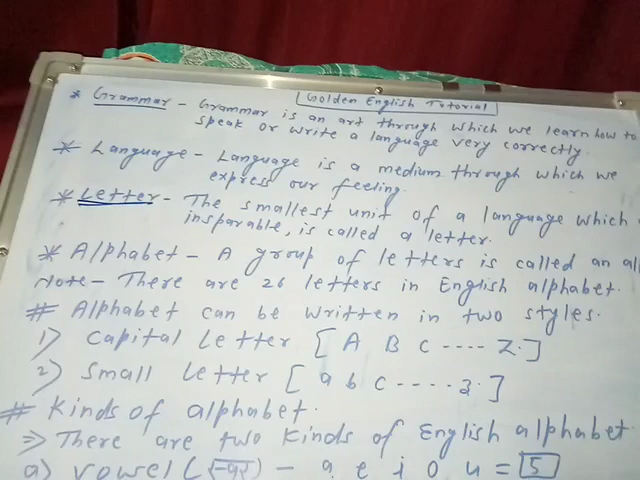 Golden English Tutorial
* Grammar - Grammar is an art through which we learn how to
speak or write a language very correctly.
* Language - Language is a medium through which we
express our feeling.
* Letter - The smallest unit of a language which
insparable, is called a letter.
* Alphabet - A group of letters is called an al
Note - There are 26 letters in English alphabet.
# Alphabet can be written in two styles.
1) Capital Letter [A B C ---- Z.]
2) Small Letter [a b c ---- z.]
# Kinds of alphabet.
⇒ There are two kinds of English alphabet
a) Vowel ( ) - a e i o u = 5